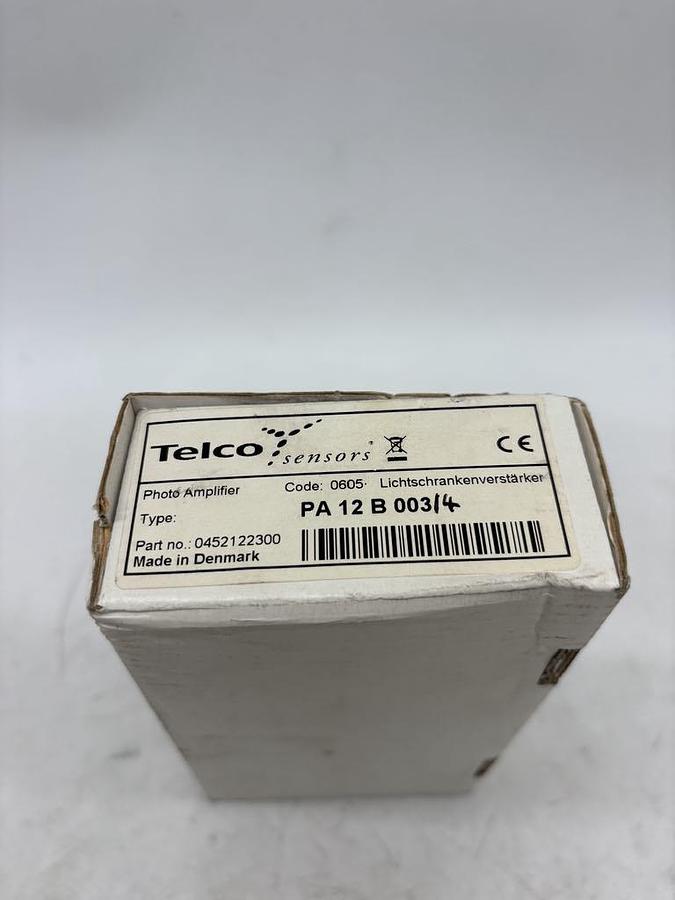 Telco sensors CE
Photo Amplifier Code: 0605· Lichtschrankenverstärker
Type: PA 12 B 003/4
Part no.: 0452122300
Made in Denmark